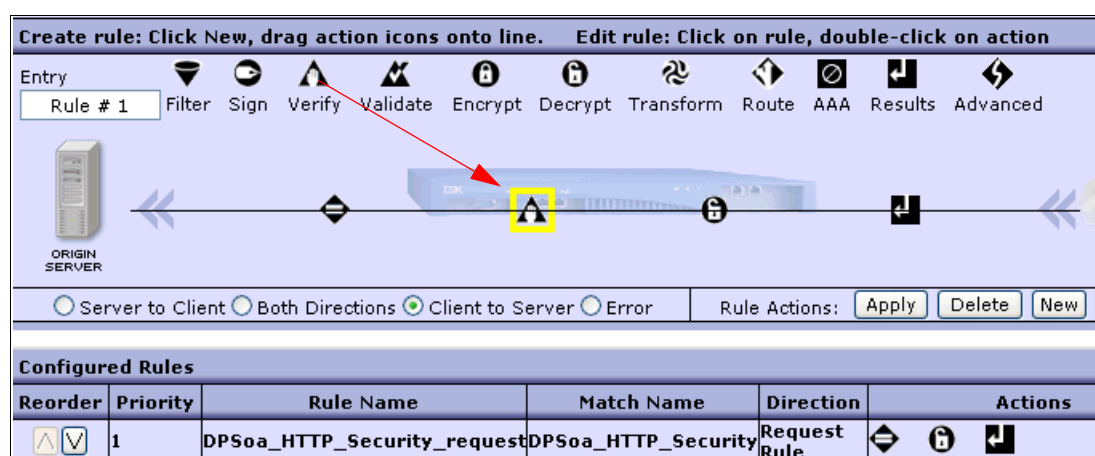 Create rule: Click New, drag action icons onto line. Edit rule: Click on rule, double-click on action
Entry
Rule # 1
Filter Sign Verify Validate Encrypt Decrypt Transform Route AAA Results Advanced
IBM
ORIGIN
SERVER
Server to Client Both Directions Client to Server Error Rule Actions: Apply Delete New
Configured Rules
Reorder Priority Rule Name Match Name Direction Actions
1 DPSoa_HTTP_Security_request DPSoa_HTTP_Security Request
Rule